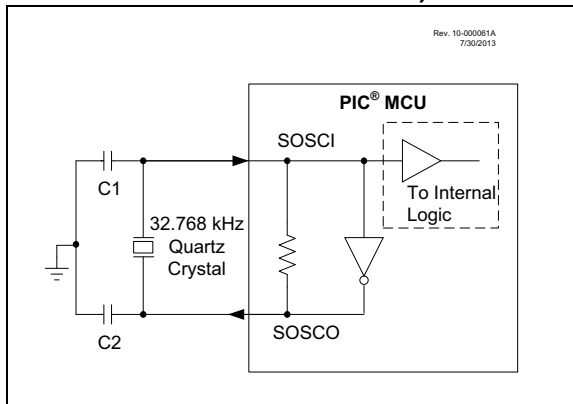 Rev. 10-000061A
7/30/2013
PIC® MCU
SOSCI
C1
To Internal
Logic
32.768 kHz
Quartz
Crystal
SOSCO
C2